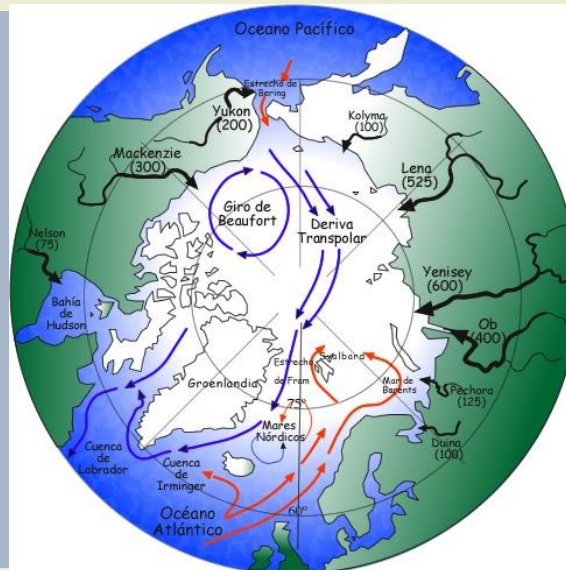 Oceano Pacífico
Estrecho de
Bering
Yukon
(200)
Kolyma
(100)
Mackenzie
(300)
Lena
(525)
Giro de
Beaufort
Deriva
Transpolar
Nelson
(75)
Yenisey
(600)
Bahía
de
Hudson
Ob
(400)
Svalbard
Estrecho
de Fram
Groenlandia
Mar de
Barents
Pechora
(125)
75°
Mares
Nórdicos
Duina
(100)
Cuenca
de
Labrador
Cuenca
de
Irminger
Océano
Atlántico
60°